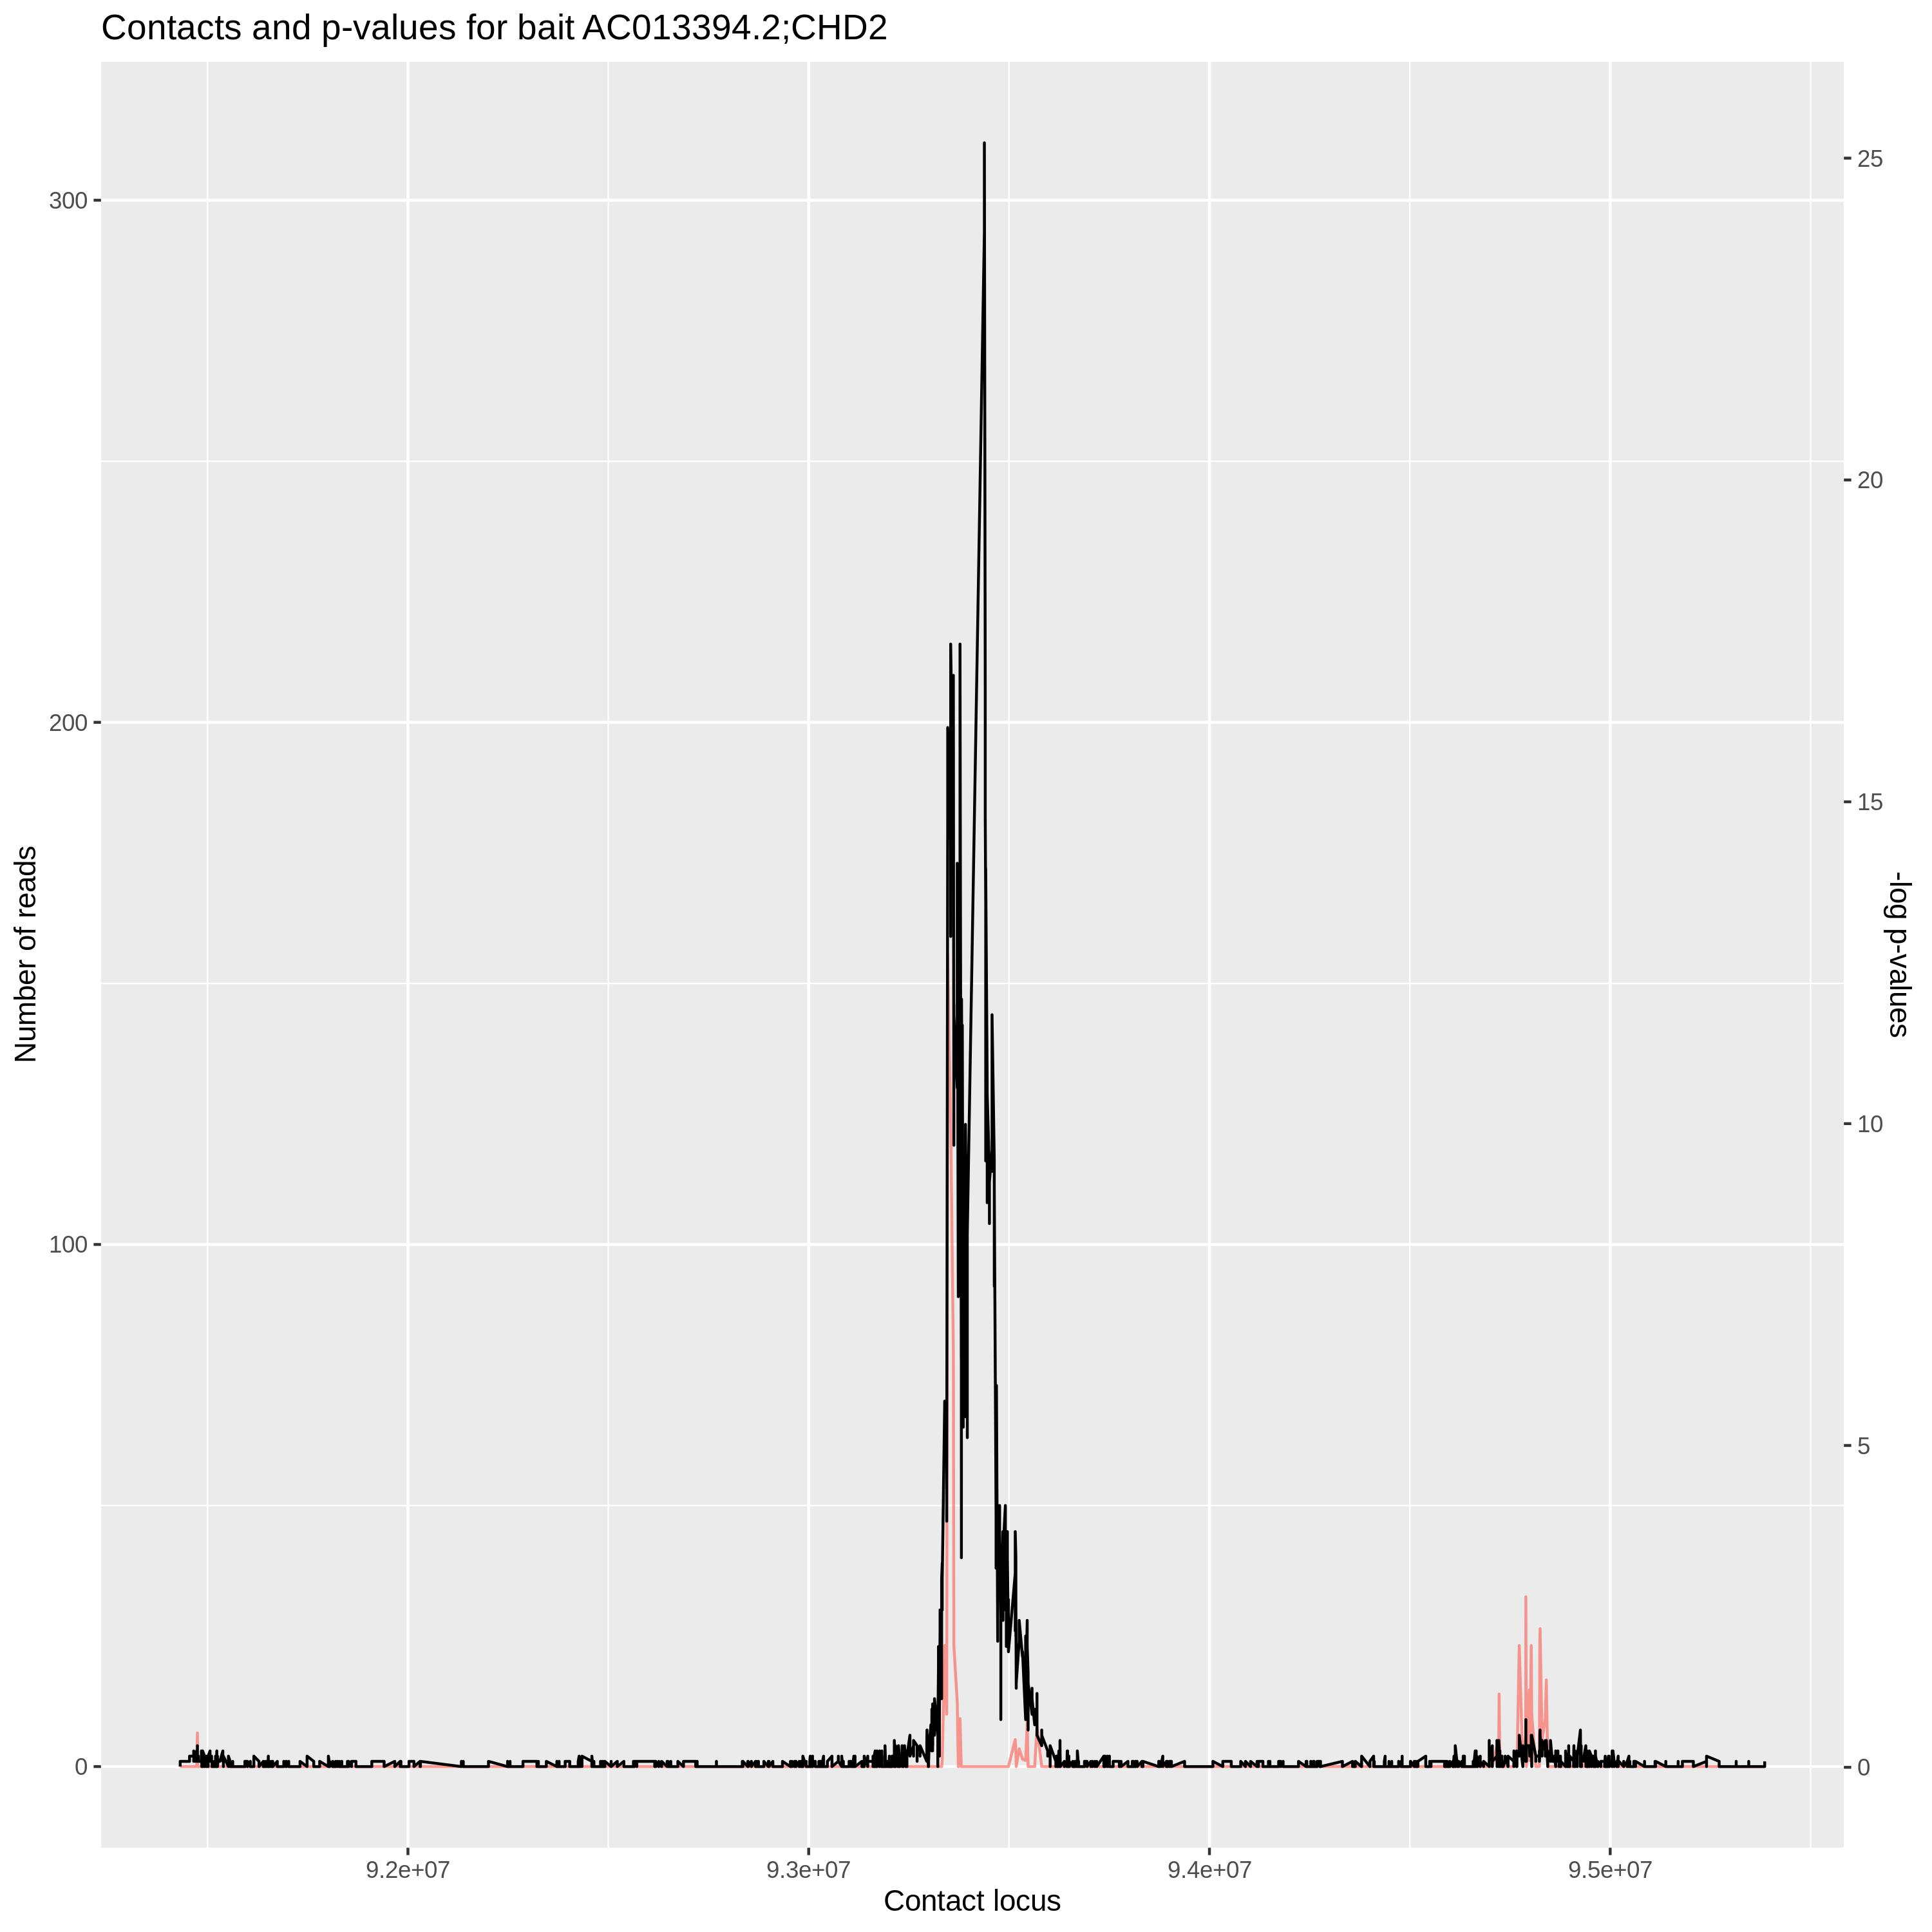 Contacts and p-values for bait AC013394.2;CHD2
300
200
100
0
Number of reads
25
20
15
10
5
0
-log p-values
9.2e+07 9.3e+07 9.4e+07 9.5e+07
Contact locus